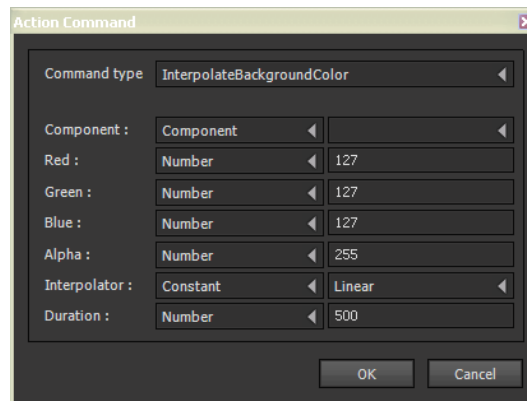 Action Command
Command type InterpolateBackgroundColor
Component : Component
Red : Number 127
Green : Number 127
Blue : Number 127
Alpha : Number 255
Interpolator : Constant Linear
Duration : Number 500
OK Cancel